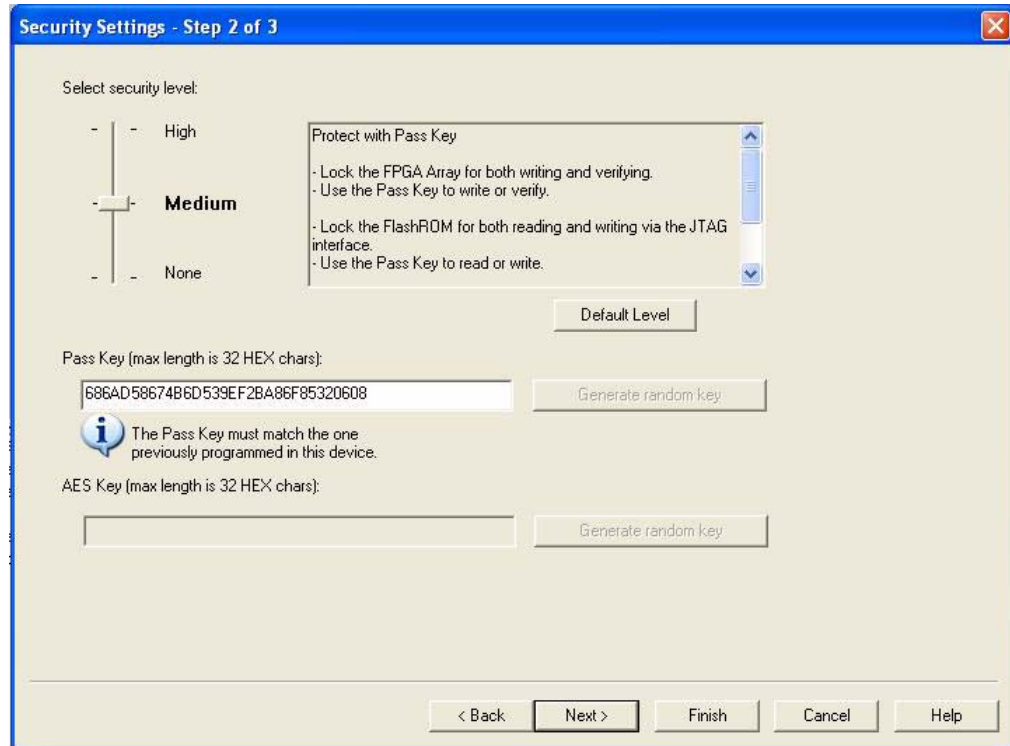 Security Settings - Step 2 of 3
Select security level:
High
Medium
None
Protect with Pass Key
- Lock the FPGA Array for both writing and verifying.
- Use the Pass Key to write or verify.
- Lock the FlashROM for both reading and writing via the JTAG
interface.
- Use the Pass Key to read or write.
Default Level
Pass Key (max length is 32 HEX chars):
686AD58674B6D539EF2BA86F85320608
Generate random key
The Pass Key must match the one
previously programmed in this device.
AES Key (max length is 32 HEX chars):
Generate random key
< Back
Next >
Finish
Cancel
Help